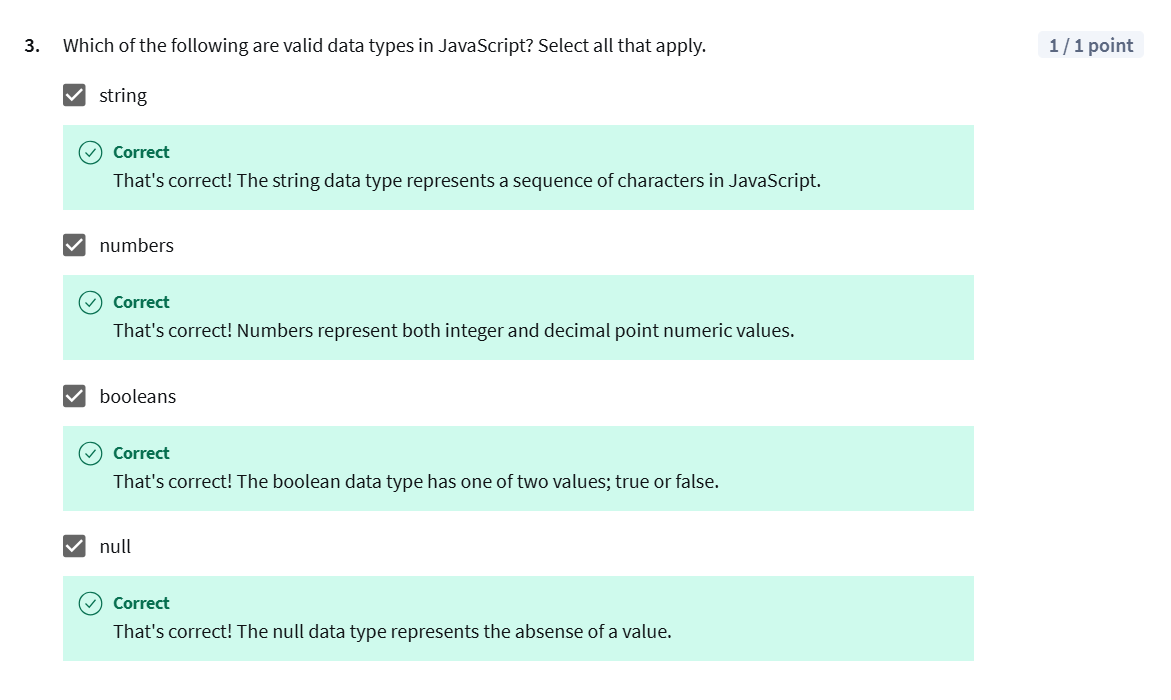 3. Which of the following are valid data types in JavaScript? Select all that apply.
1 / 1 point
string
Correct
That's correct! The string data type represents a sequence of characters in JavaScript.
numbers
Correct
That's correct! Numbers represent both integer and decimal point numeric values.
booleans
Correct
That's correct! The boolean data type has one of two values; true or false.
null
Correct
That's correct! The null data type represents the absense of a value.